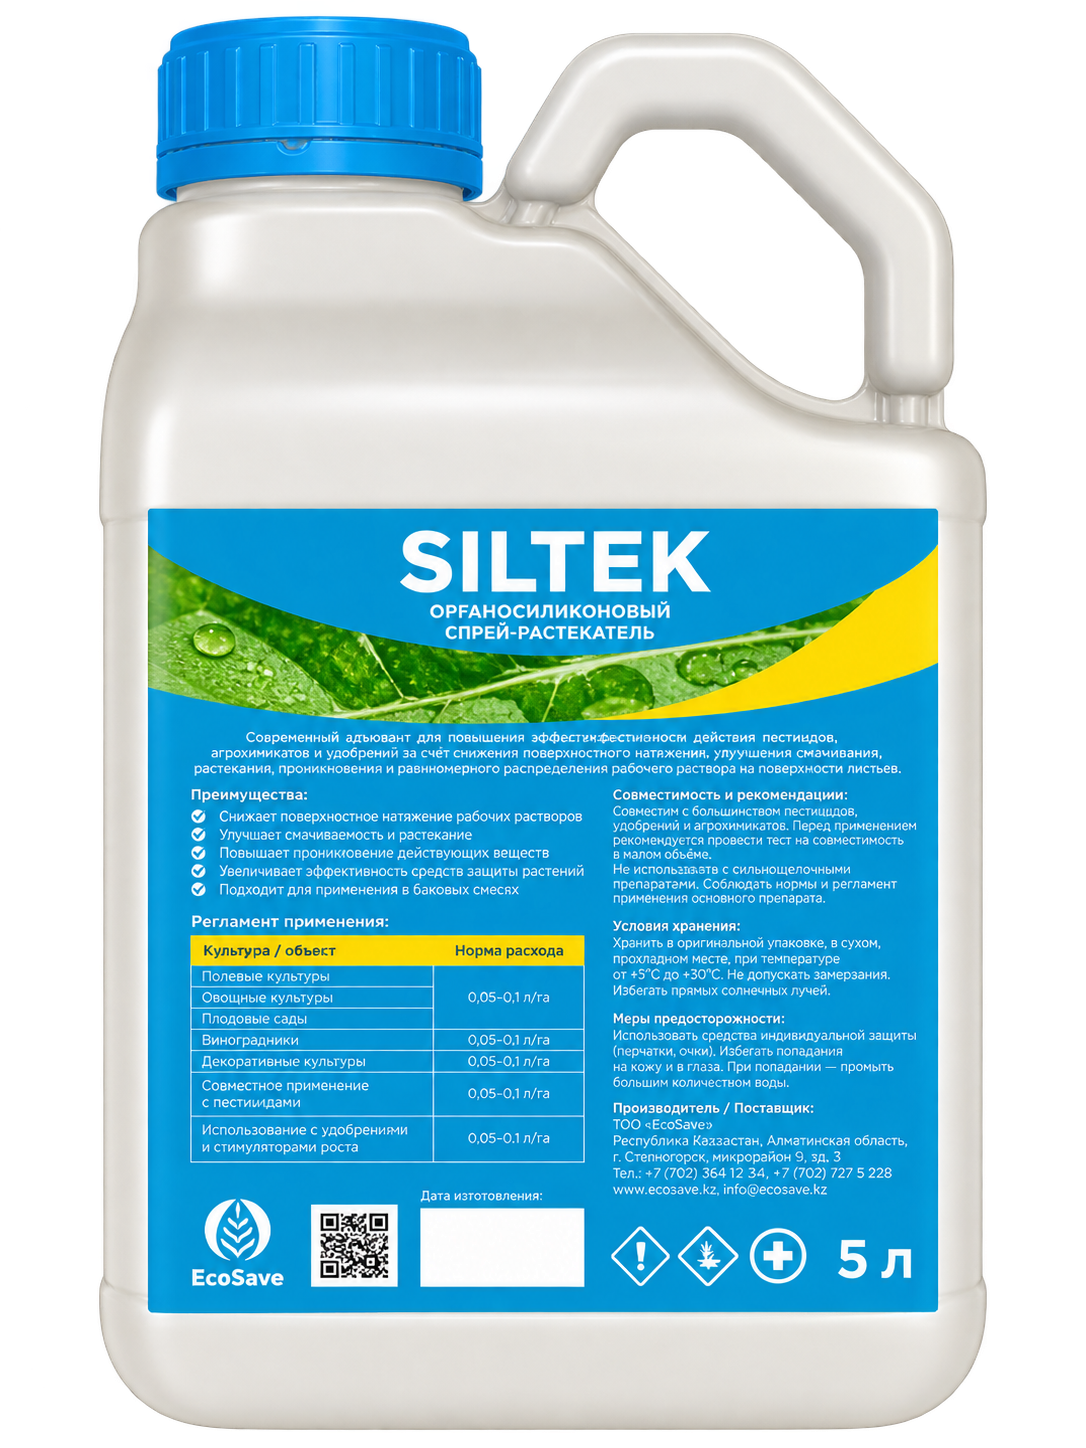 SILTEK
ОРГАНОСИЛИКОНОВЫЙ
СПРЕЙ-РАСТЕКАТЕЛЬ
Современный адъювант для повышения действия пестицидов,
агрохимикатов и удобрений за счёт снижения поверхностного натяжения, улучшения смачивания,
растекания, проникновения и равномерного распределения рабочего раствора на поверхности листьев.
Преимущества:
Снижает поверхностное натяжение рабочих растворов
Улучшает смачиваемость и растекание
Повышает проникновение действующих веществ
Увеличивает эффективность средств защиты растений
Подходит для применения в баковых смесях
Регламент применения:
Культура / объект Норма расхода
Полевые культуры
Овощные культуры 0,05–0,1 л/га
Плодовые сады
Виноградники 0,05–0,1 л/га
Декоративные культуры 0,05–0,1 л/га
Совместное применение
с пестицидами 0,05–0,1 л/га
Использование с удобрениями
и стимуляторами роста 0,05–0.1 л/га
Совместимость и рекомендации:
Совместим с большинством пестицидов,
удобрений и агрохимикатов. Перед применением
рекомендуется провести тест на совместимость
в малом объёме.
Не с сильнощелочными
препаратами. Соблюдать нормы и регламент
применения основного препарата.
Условия хранения:
Хранить в оригинальной упаковке, в сухом,
прохладном месте, при температуре
от +5°C до +30°C. Не допускать замерзания.
Избегать прямых солнечных лучей.
Меры предосторожности:
Использовать средства индивидуальной защиты
(перчатки, очки). Избегать попадания
на кожу и в глаза. При попадании — промыть
большим количеством воды.
Производитель / Поставщик:
ТОО «EcoSave»
Республика Казахстан, Алматинская область,
г. Степногорск, микрорайон 9, зд. 3
Тел.: +7 (702) 364 12 34, +7 (702) 727 5 228
www.ecosave.kz, info@ecosave.kz
Дата изготовления:
EcoSave
5 л